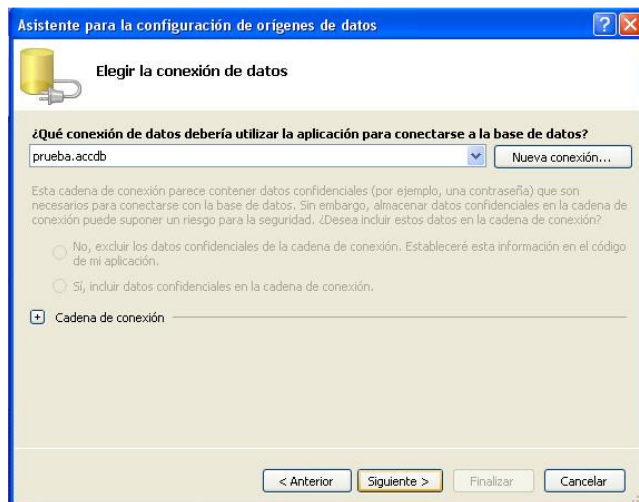 Asistente para la configuración de orígenes de datos
Elegir la conexión de datos
¿Qué conexión de datos debería utilizar la aplicación para conectarse a la base de datos?
prueba.accdb
Nueva conexión...
Esta cadena de conexión parece contener datos confidenciales (por ejemplo, una contraseña) que son
necesarios para conectarse con la base de datos. Sin embargo, almacenar datos confidenciales en la cadena de
conexión puede suponer un riesgo para la seguridad. ¿Desea incluir estos datos en la cadena de conexión?
No, excluir los datos confidenciales de la cadena de conexión. Estableceré esta información en el código
de mi aplicación.
Sí, incluir datos confidenciales en la cadena de conexión.
Cadena de conexión
< Anterior
Siguiente >
Finalizar
Cancelar